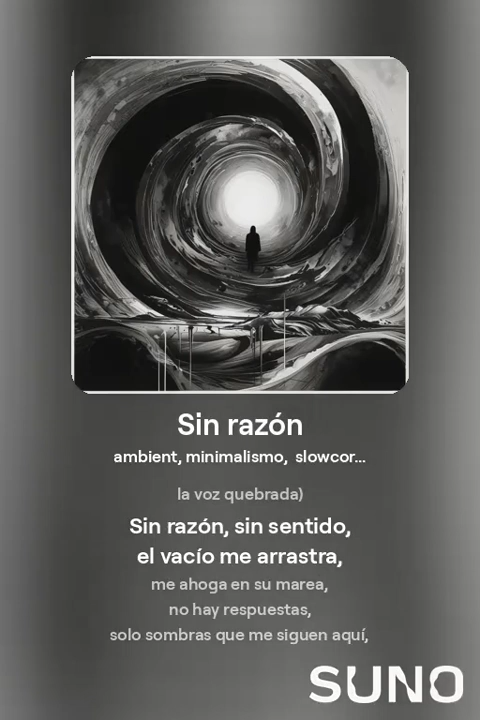 Sin razón
ambient, minimalismo,  slowcor...
la voz quebrada)
Sin razón, sin sentido,
el vacío me arrastra,
me ahoga en su marea,
no hay respuestas,
solo sombras que me siguen aquí,
SUNO